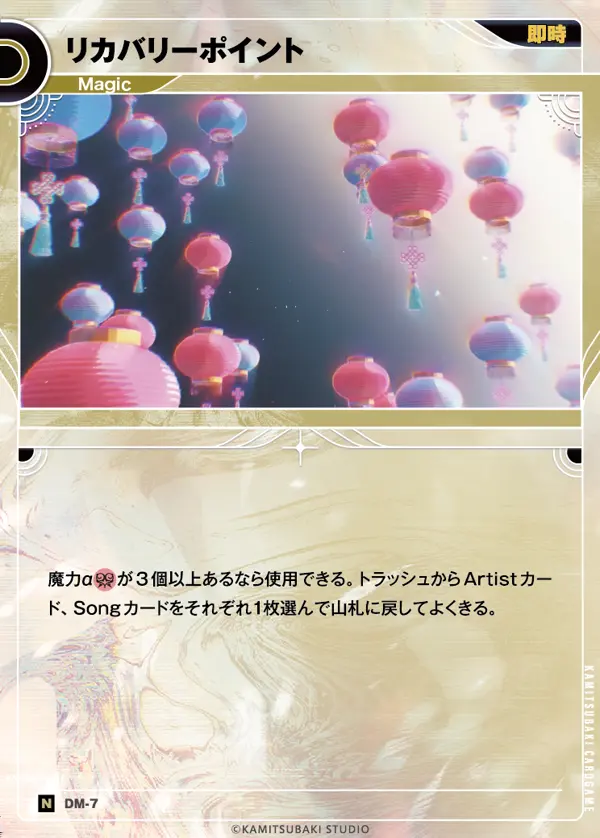 リカバリーポイント
即時
Magic
魔力αが3個以上あるなら使用できる。トラッシュからArtistカー
ド、Songカードをそれぞれ1枚選んで山札に戻してよくきる。
N DM-7
KAMITSUBAKI CARDGAME
©KAMITSUBAKI STUDIO